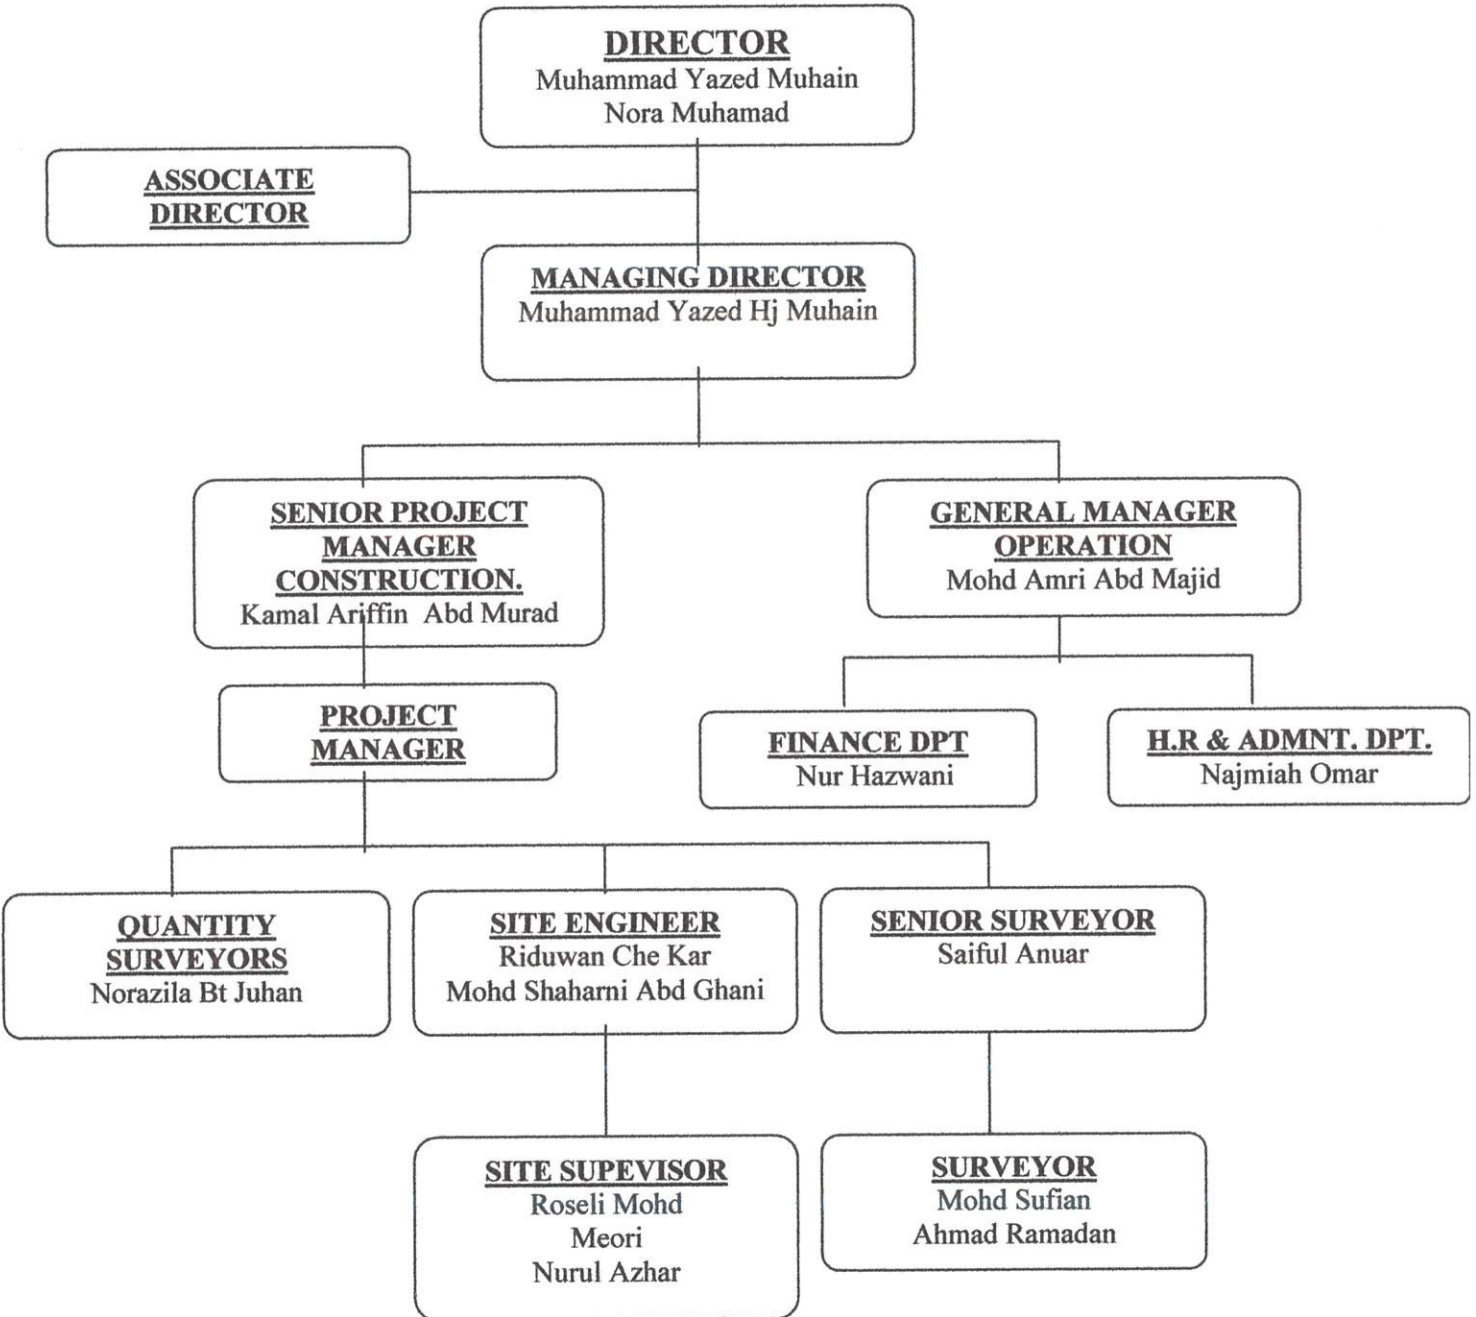 DIRECTOR
Muhammad Yazed Muhain
Nora Muhamad
ASSOCIATE
DIRECTOR
MANAGING DIRECTOR
Muhammad Yazed Hj Muhain
SENIOR PROJECT
MANAGER
CONSTRUCTION.
Kamal Ariffin Abd Murad
GENERAL MANAGER
OPERATION
Mohd Amri Abd Majid
PROJECT
MANAGER
FINANCE DPT
Nur Hazwani
H.R & ADMNT. DPT.
Najmiah Omar
QUANTITY
SURVEYORS
Norazila Bt Juhan
SITE ENGINEER
Riduwan Che Kar
Mohd Shaharni Abd Ghani
SENIOR SURVEYOR
Saiful Anuar
SITE SUPEVISOR
Roseli Mohd
Meori
Nurul Azhar
SURVEYOR
Mohd Sufian
Ahmad Ramadan